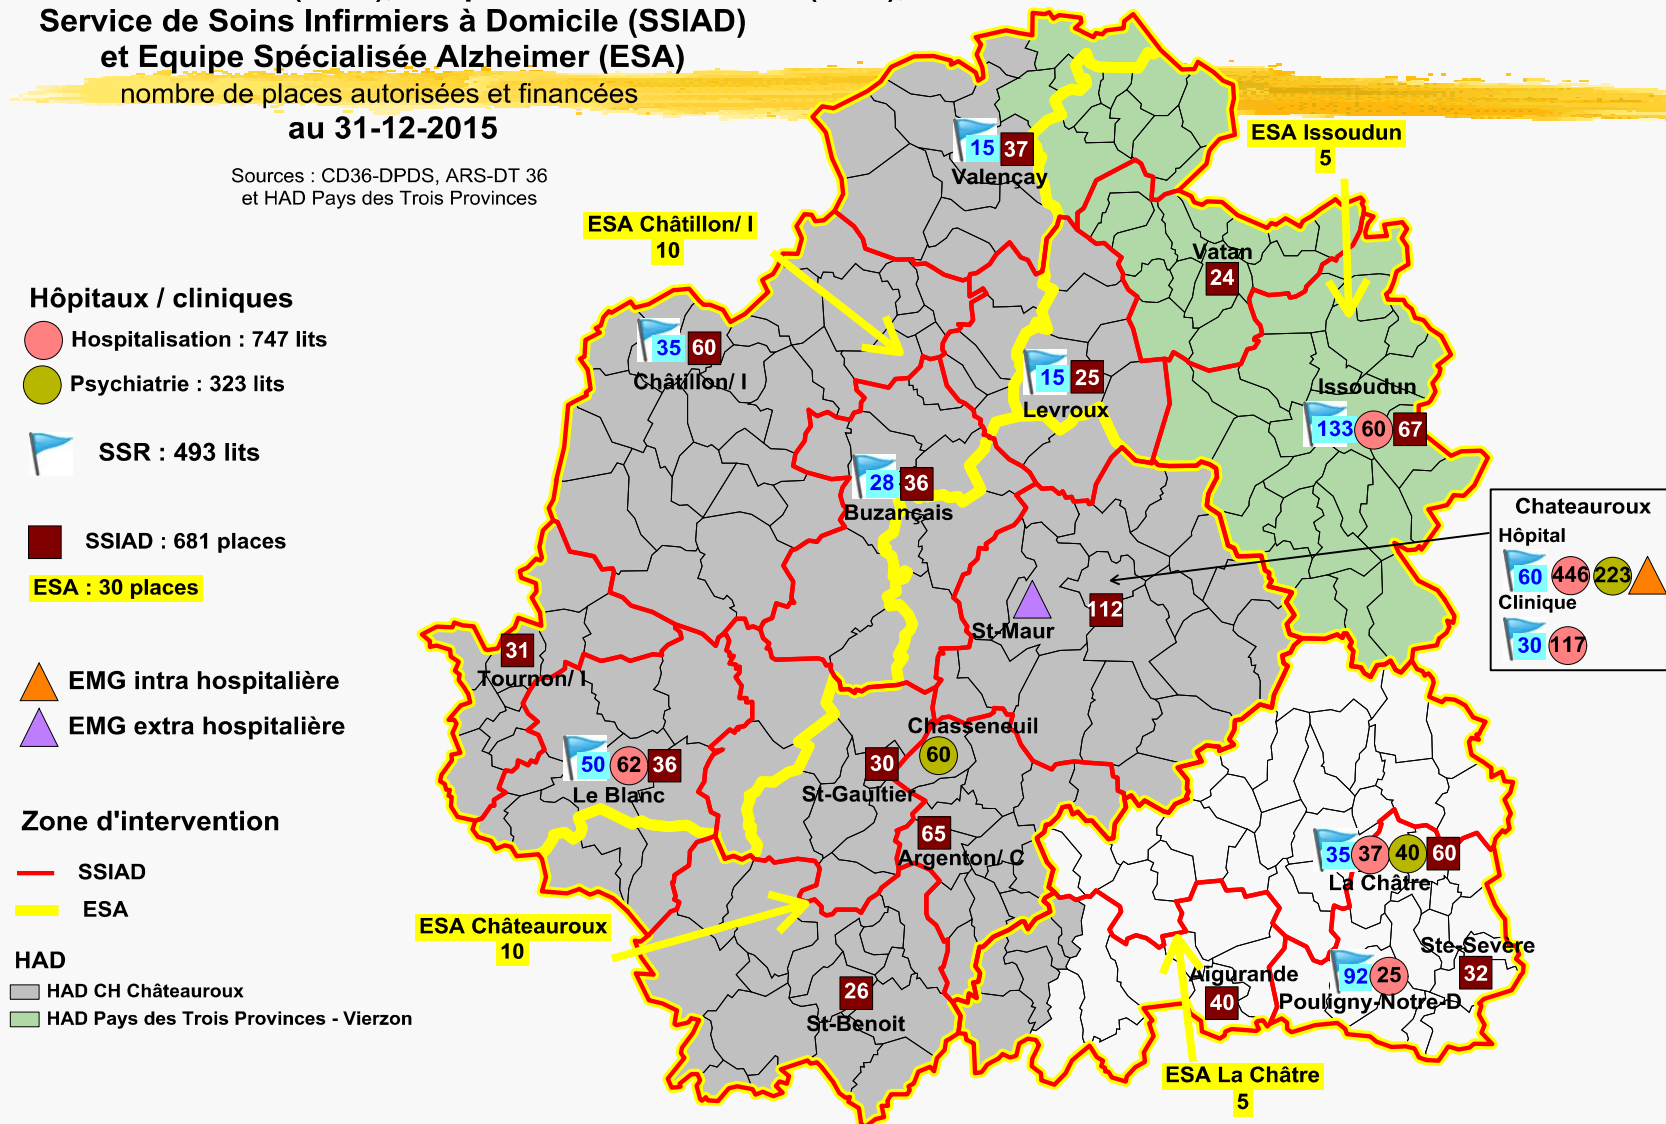 Service de Soins Infirmiers à Domicile (SSIAD)
et Equipe Spécialisée Alzheimer (ESA)
nombre de places autorisées et financées
au 31-12-2015
Sources : CD36-DPDS, ARS-DT 36
et HAD Pays des Trois Provinces
Hôpitaux / cliniques
Hospitalisation : 747 lits
Psychiatrie : 323 lits
SSR : 493 lits
SSIAD : 681 places
ESA : 30 places
EMG intra hospitalière
EMG extra hospitalière
Zone d'intervention
SSIAD
ESA
HAD
HAD CH Châteauroux
HAD Pays des Trois Provinces - Vierzon
ESA Issoudun
5
15 37
Valençay
ESA Châtillon/ I
10
Vatan
24
35 60
Châtillon/ I
15 25
Levroux
Issoudun
133 60 67
28 36
Buzançais
Chateauroux
Hôpital
60 446 223
Clinique
30 117
112
St-Maur
31
Tournon/ I
Chasseneuil
60
50 62 36
Le Blanc
30
St-Gaultier
65
Argenton/ C
35 37 40 60
La Châtre
ESA Châteauroux
10
Ste-Sevère
32
92 25
Pouligny-Notre-D
Aigurande
40
26
St-Benoit
ESA La Châtre
5